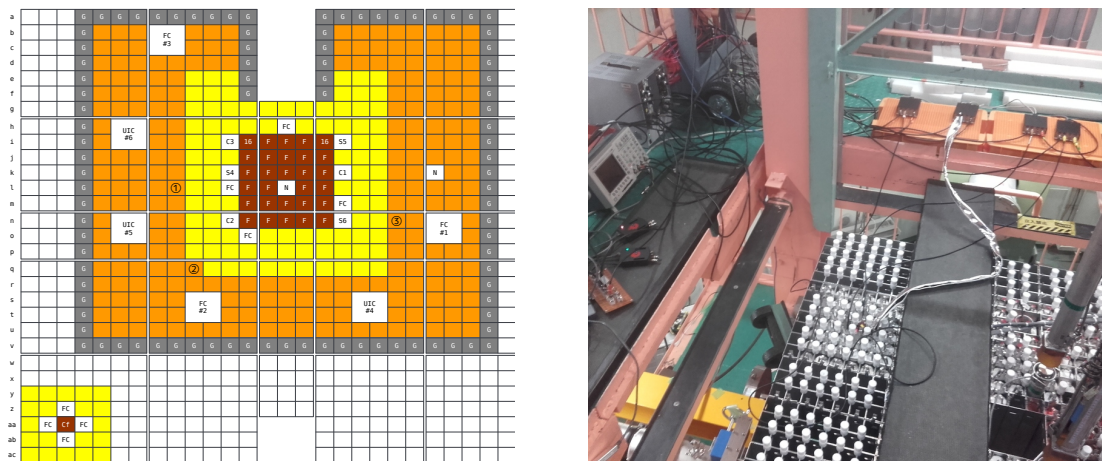 a G G G G G G G G G G G G G G G G G G G G
b G FC G G G
c G #3 G G G
d G G G G
e G G G G
f G G G G
g G G
h G UIC FC G
i G #6 C3 16 F F F 16 S5 G
j G F F F F F G
k G S4 F F F F F C1 N G
l G ① FC F F N F F G
m G F F F F F FC G
n G UIC C2 F F F F F S6 ③ FC G
o G #5 FC #1 G
p G G
q G ② G
r G G
s G FC UIC G
t G #2 #4 G
u G G
v G G G G G G G G G G G G G G G G G G G G G G G
w
x
y
z FC
aa FC Cf FC
ab FC
ac